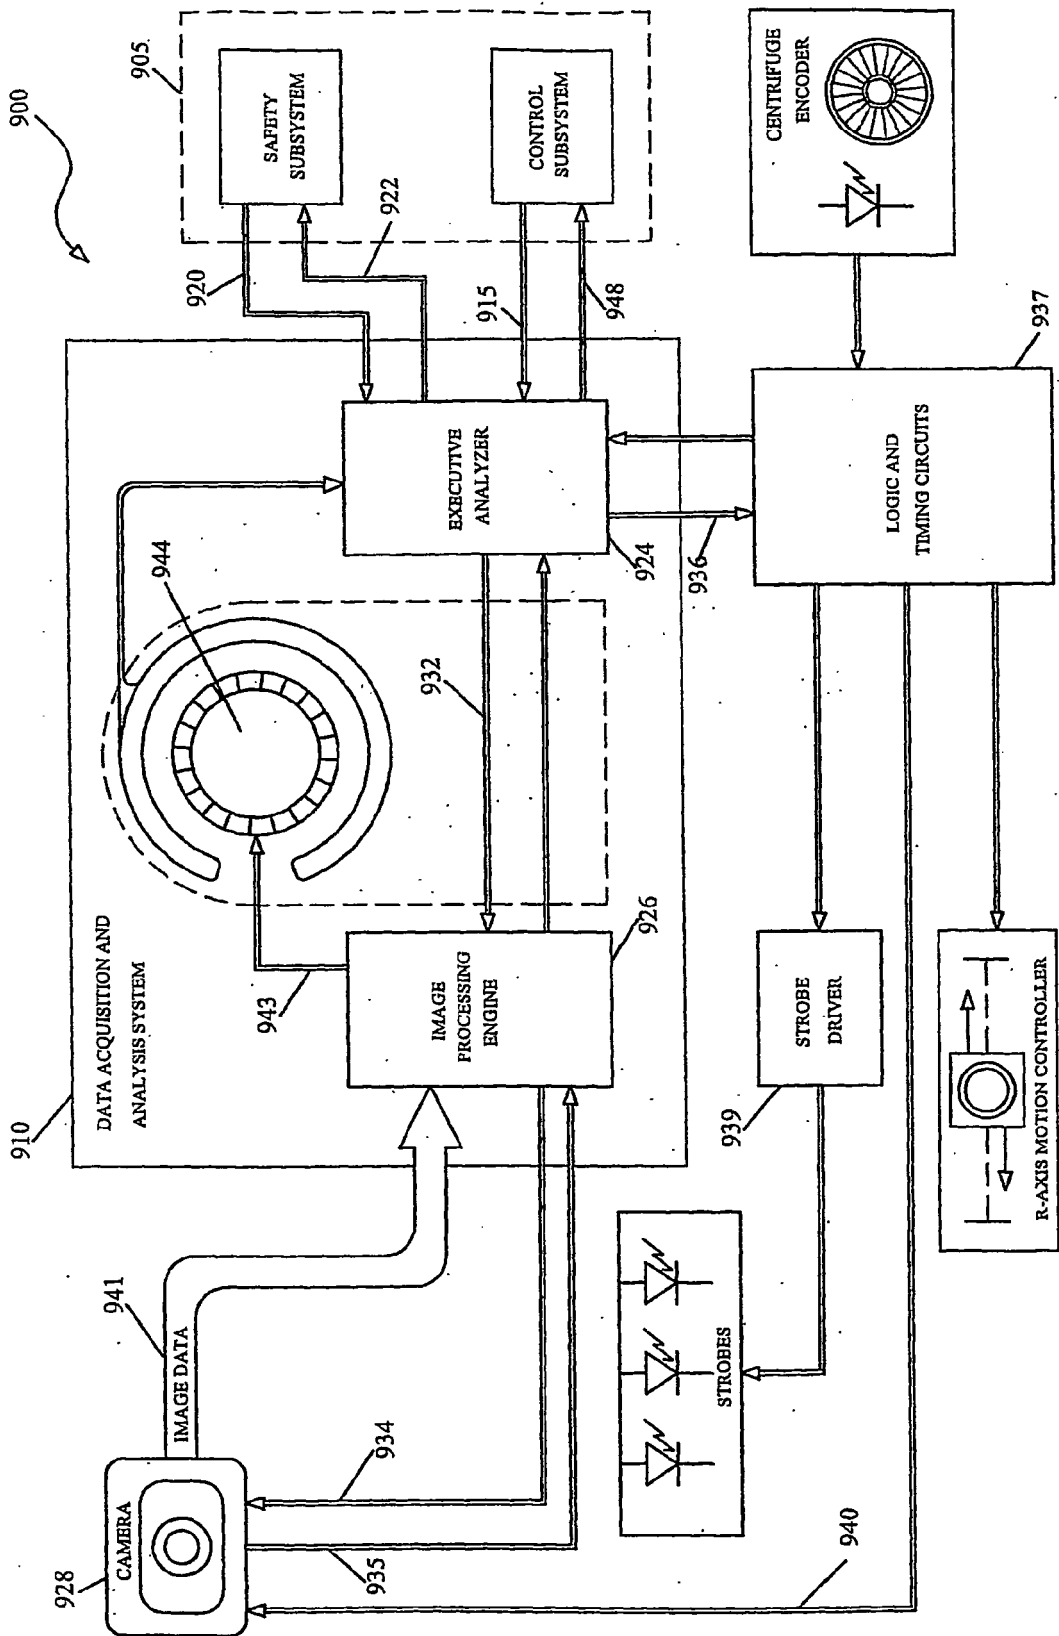 900
905
SAFETY
SUBSYSTEM
CONTROL
SUBSYSTEM
CENTRIFUGE
ENCODER
920
922
915
948
937
910
DATA ACQUISITION AND
ANALYSIS SYSTEM
944
EXECUTIVE
ANALYZER
924
936
LOGIC AND
TIMING CIRCUITS
932
943
IMAGE
PROCESSING
ENGINE
926
STROBE
DRIVER
939
R-AXIS MOTION CONTROLLER
941
IMAGE DATA
STROBES
928
CAMERA
934
935
940